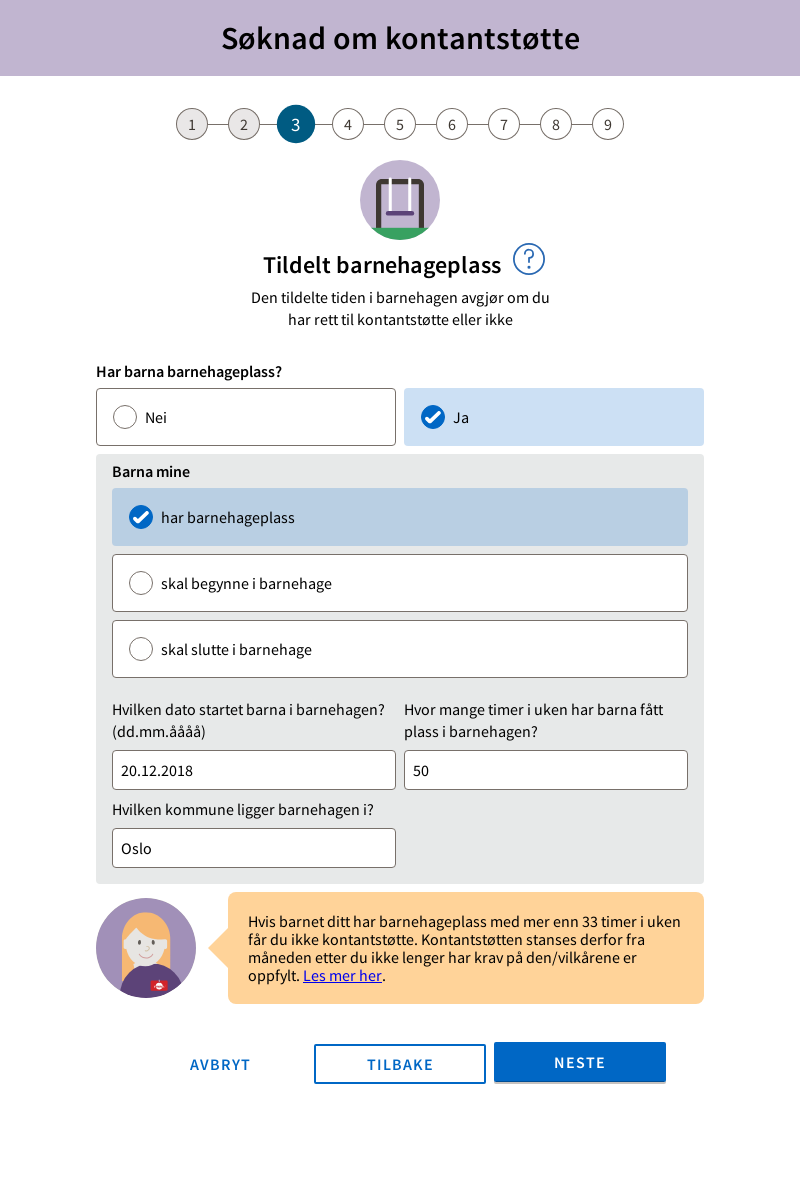 Søknad om kontantstøtte
1 2 3 4 5 6 7 8 9
Tildelt barnehageplass ?
Den tildelte tiden i barnehagen avgjør om du
har rett til kontantstøtte eller ikke
Har barna barnehageplass?
Nei Ja
Barna mine
har barnehageplass
skal begynne i barnehage
skal slutte i barnehage
Hvilken dato startet barna i barnehagen?
(dd.mm.åååå)
Hvor mange timer i uken har barna fått
plass i barnehagen?
20.12.2018 50
Hvilken kommune ligger barnehagen i?
Oslo
Hvis barnet ditt har barnehageplass med mer enn 33 timer i uken
får du ikke kontantstøtte. Kontantstøtten stanses derfor fra
måneden etter du ikke lenger har krav på den/vilkårene er
oppfylt. Les mer her.
AVBRYT TILBAKE NESTE